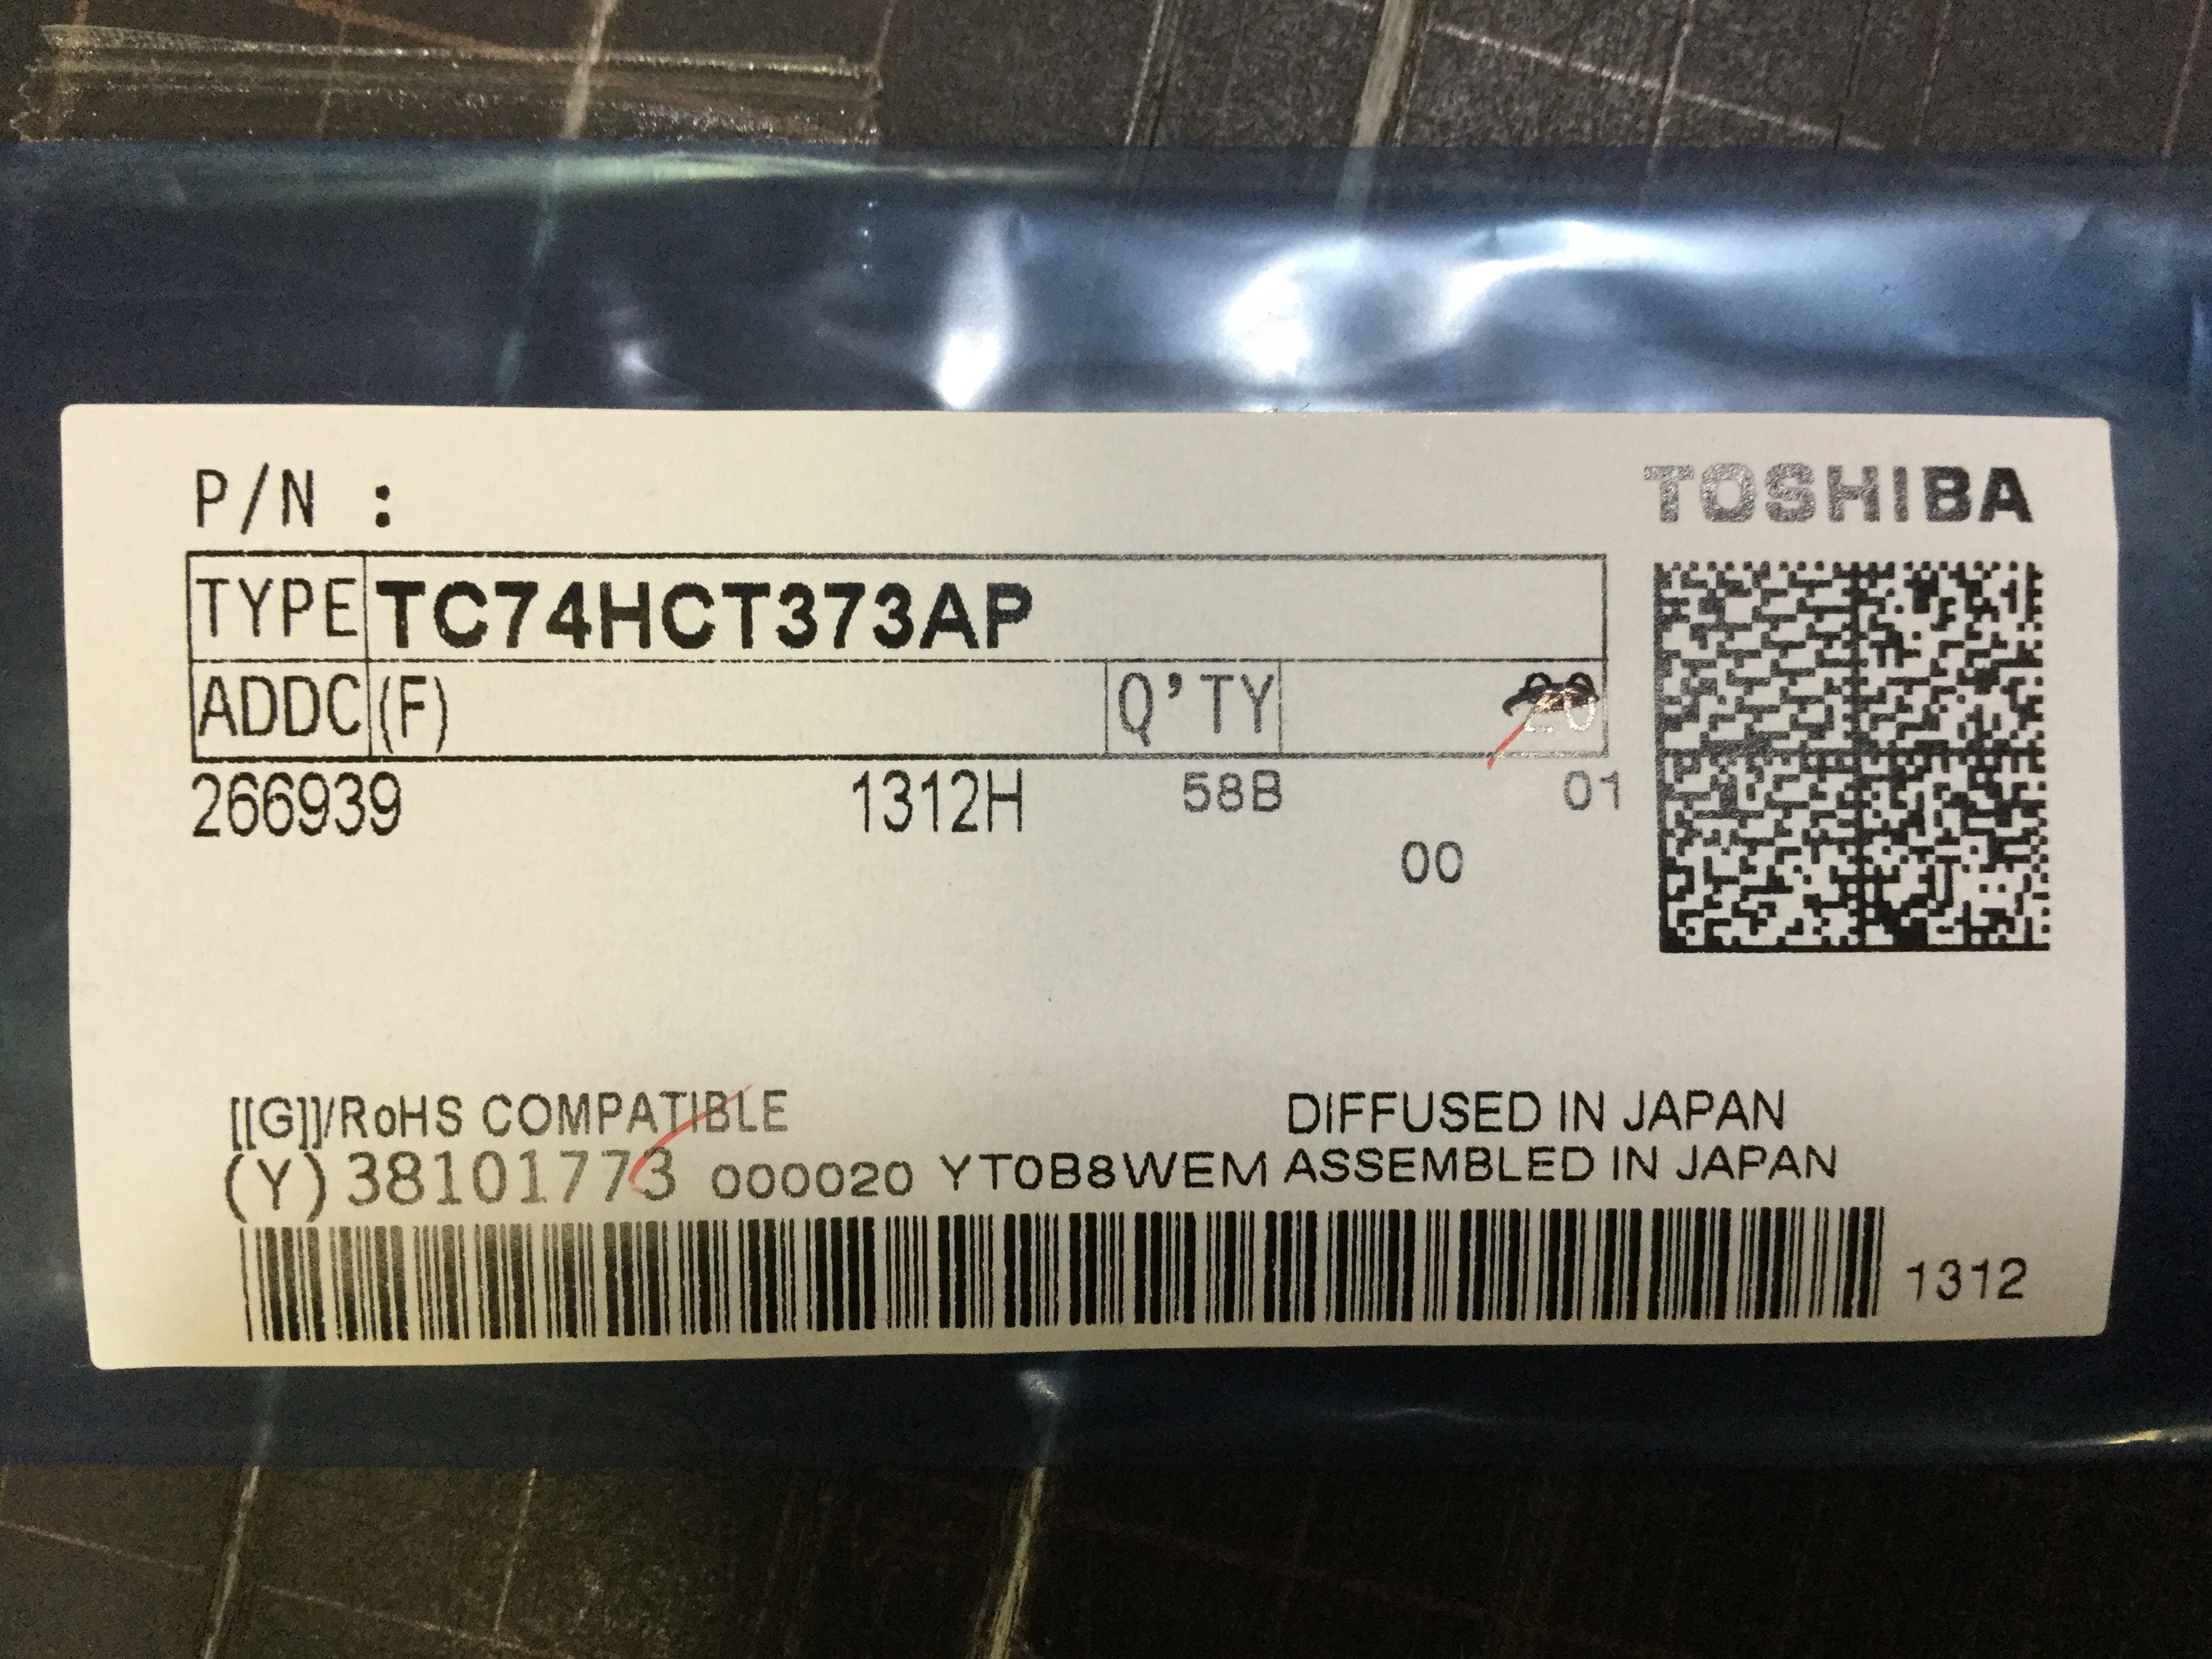 P/N :
TOSHIBA
TYPE TC74HCT373AP
ADDC (F) Q'TY 20
266939 1312H 58B 01
00
[[G]]/RoHS COMPATIBLE DIFFUSED IN JAPAN
(Y) 38101773 000020 YT0B8WEM ASSEMBLED IN JAPAN
1312